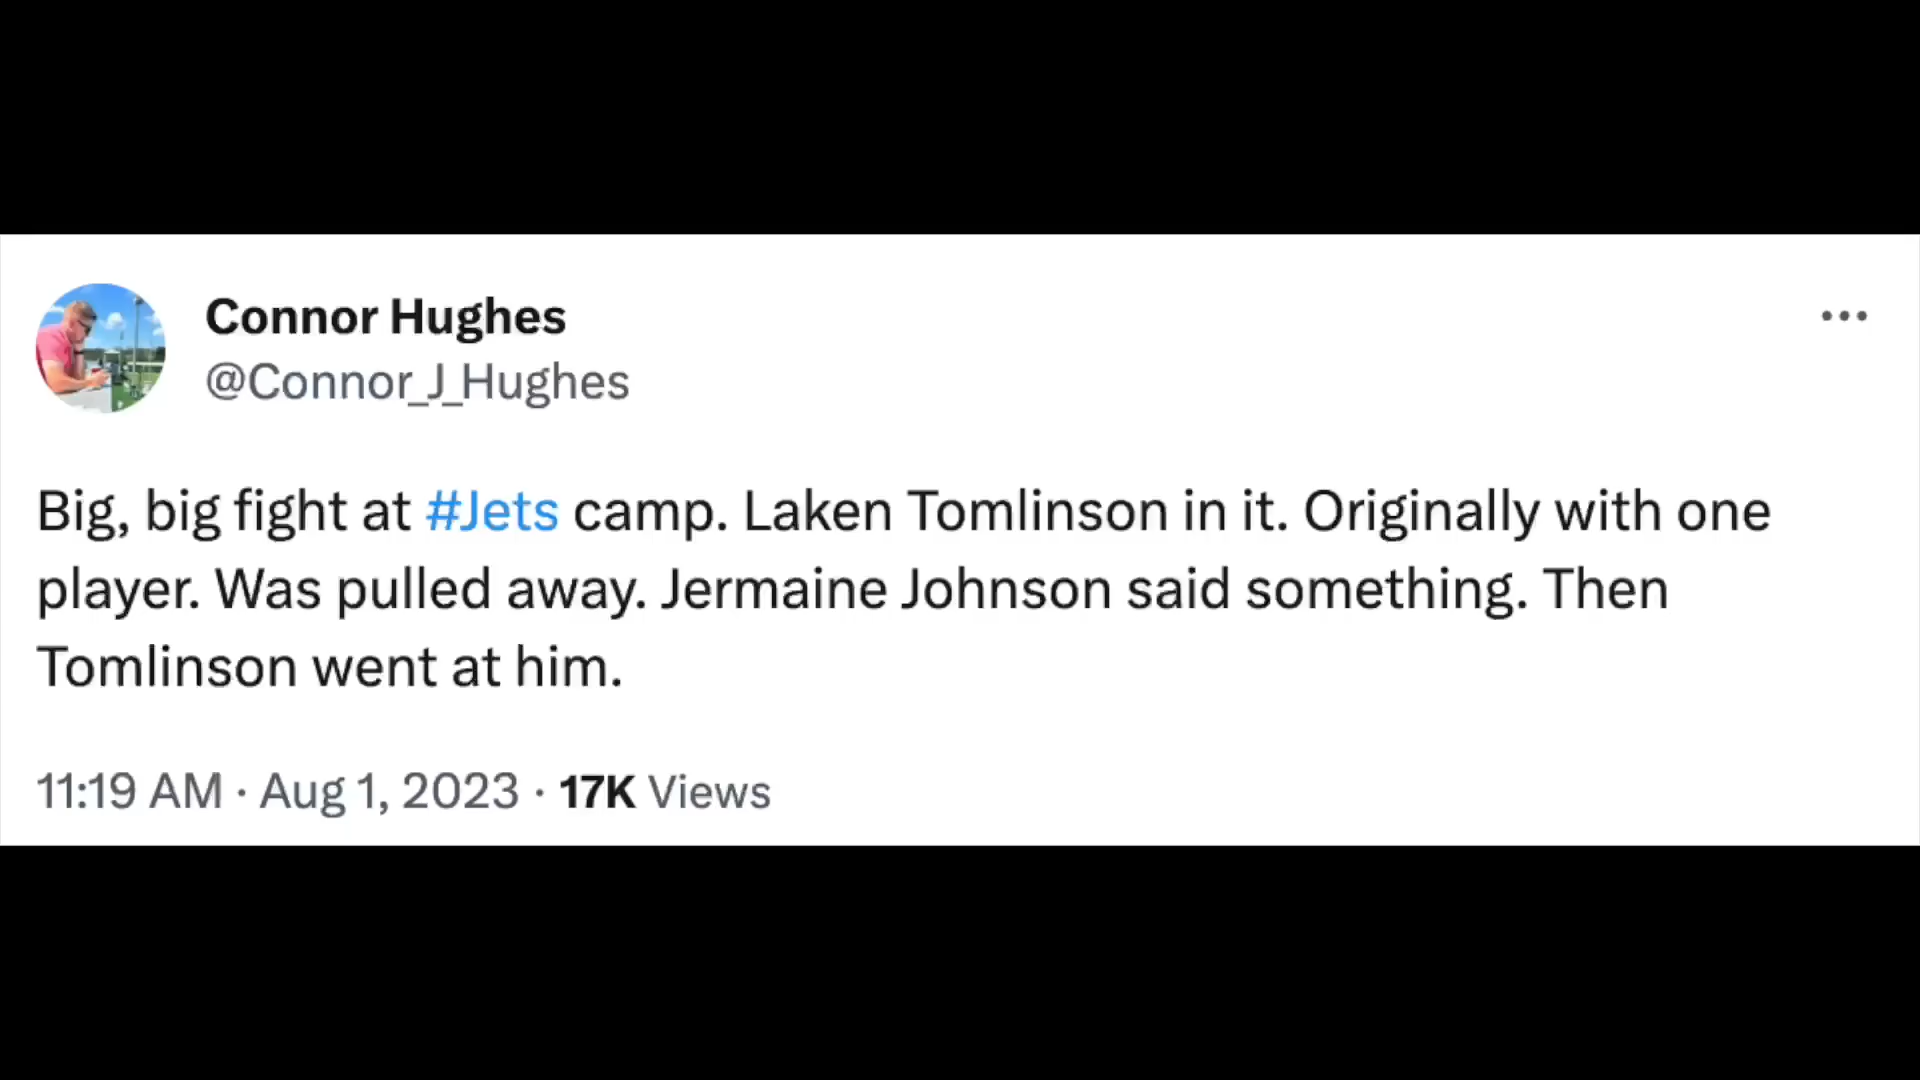 Connor Hughes
@Connor_J_Hughes
Big, big fight at #Jets camp. Laken Tomlinson in it. Originally with one
player. Was pulled away. Jermaine Johnson said something. Then
Tomlinson went at him.
11:19 AM · Aug 1, 2023 · 17K Views